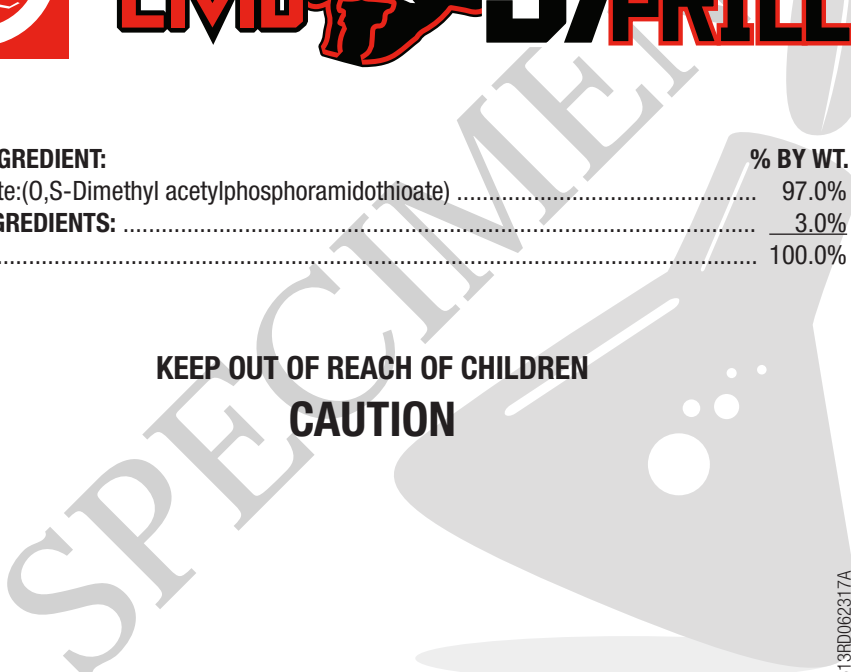 GREDIENT: % BY WT.
te:(O,S-Dimethyl acetylphosphoramidothioate) ........................................................ 97.0%
GREDIENTS: ........................................................................................................................ 3.0%
................................................................................................................................................ 100.0%
KEEP OUT OF REACH OF CHILDREN
CAUTION
SPECIMEN
13RD062317A